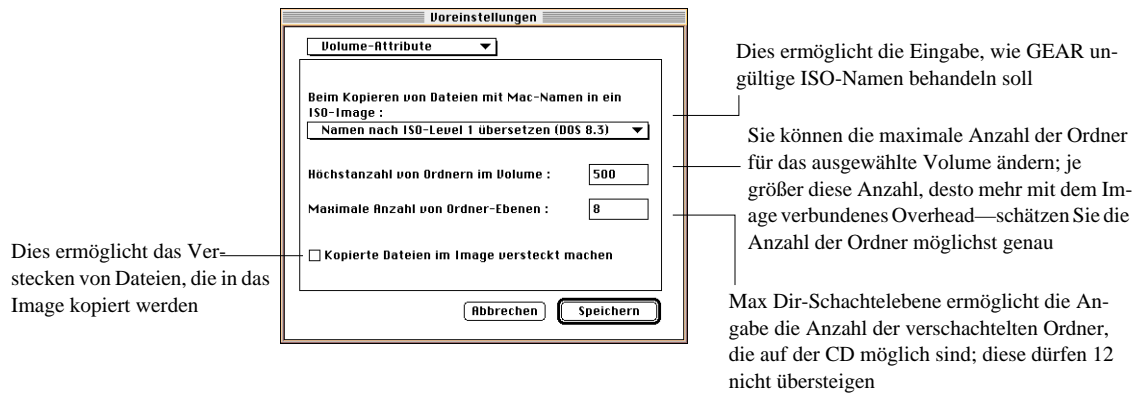 Voreinstellungen
Volume-Attribute
Beim Kopieren von Dateien mit Mac-Namen in ein
ISO-Image :
Namen nach ISO-Level 1 übersetzen (DOS 8.3)
Höchstanzahl von Ordnern im Volume :
500
Maximale Anzahl von Ordner-Ebenen :
8
Kopierte Dateien im Image versteckt machen
Abbrechen
Speichern
Dies ermöglicht das Ver-
stecken von Dateien, die in das
Image kopiert werden
Dies ermöglicht die Eingabe, wie GEAR un-
gültige ISO-Namen behandeln soll
Sie können die maximale Anzahl der Ordner
für das ausgewählte Volume ändern; je
größer diese Anzahl, desto mehr mit dem Im-
age verbundenes Overhead—schätzen Sie die
Anzahl der Ordner möglichst genau
Max Dir-Schachtelebene ermöglicht die An-
gabe die Anzahl der verschachtelten Ordner,
die auf der CD möglich sind; diese dürfen 12
nicht übersteigen